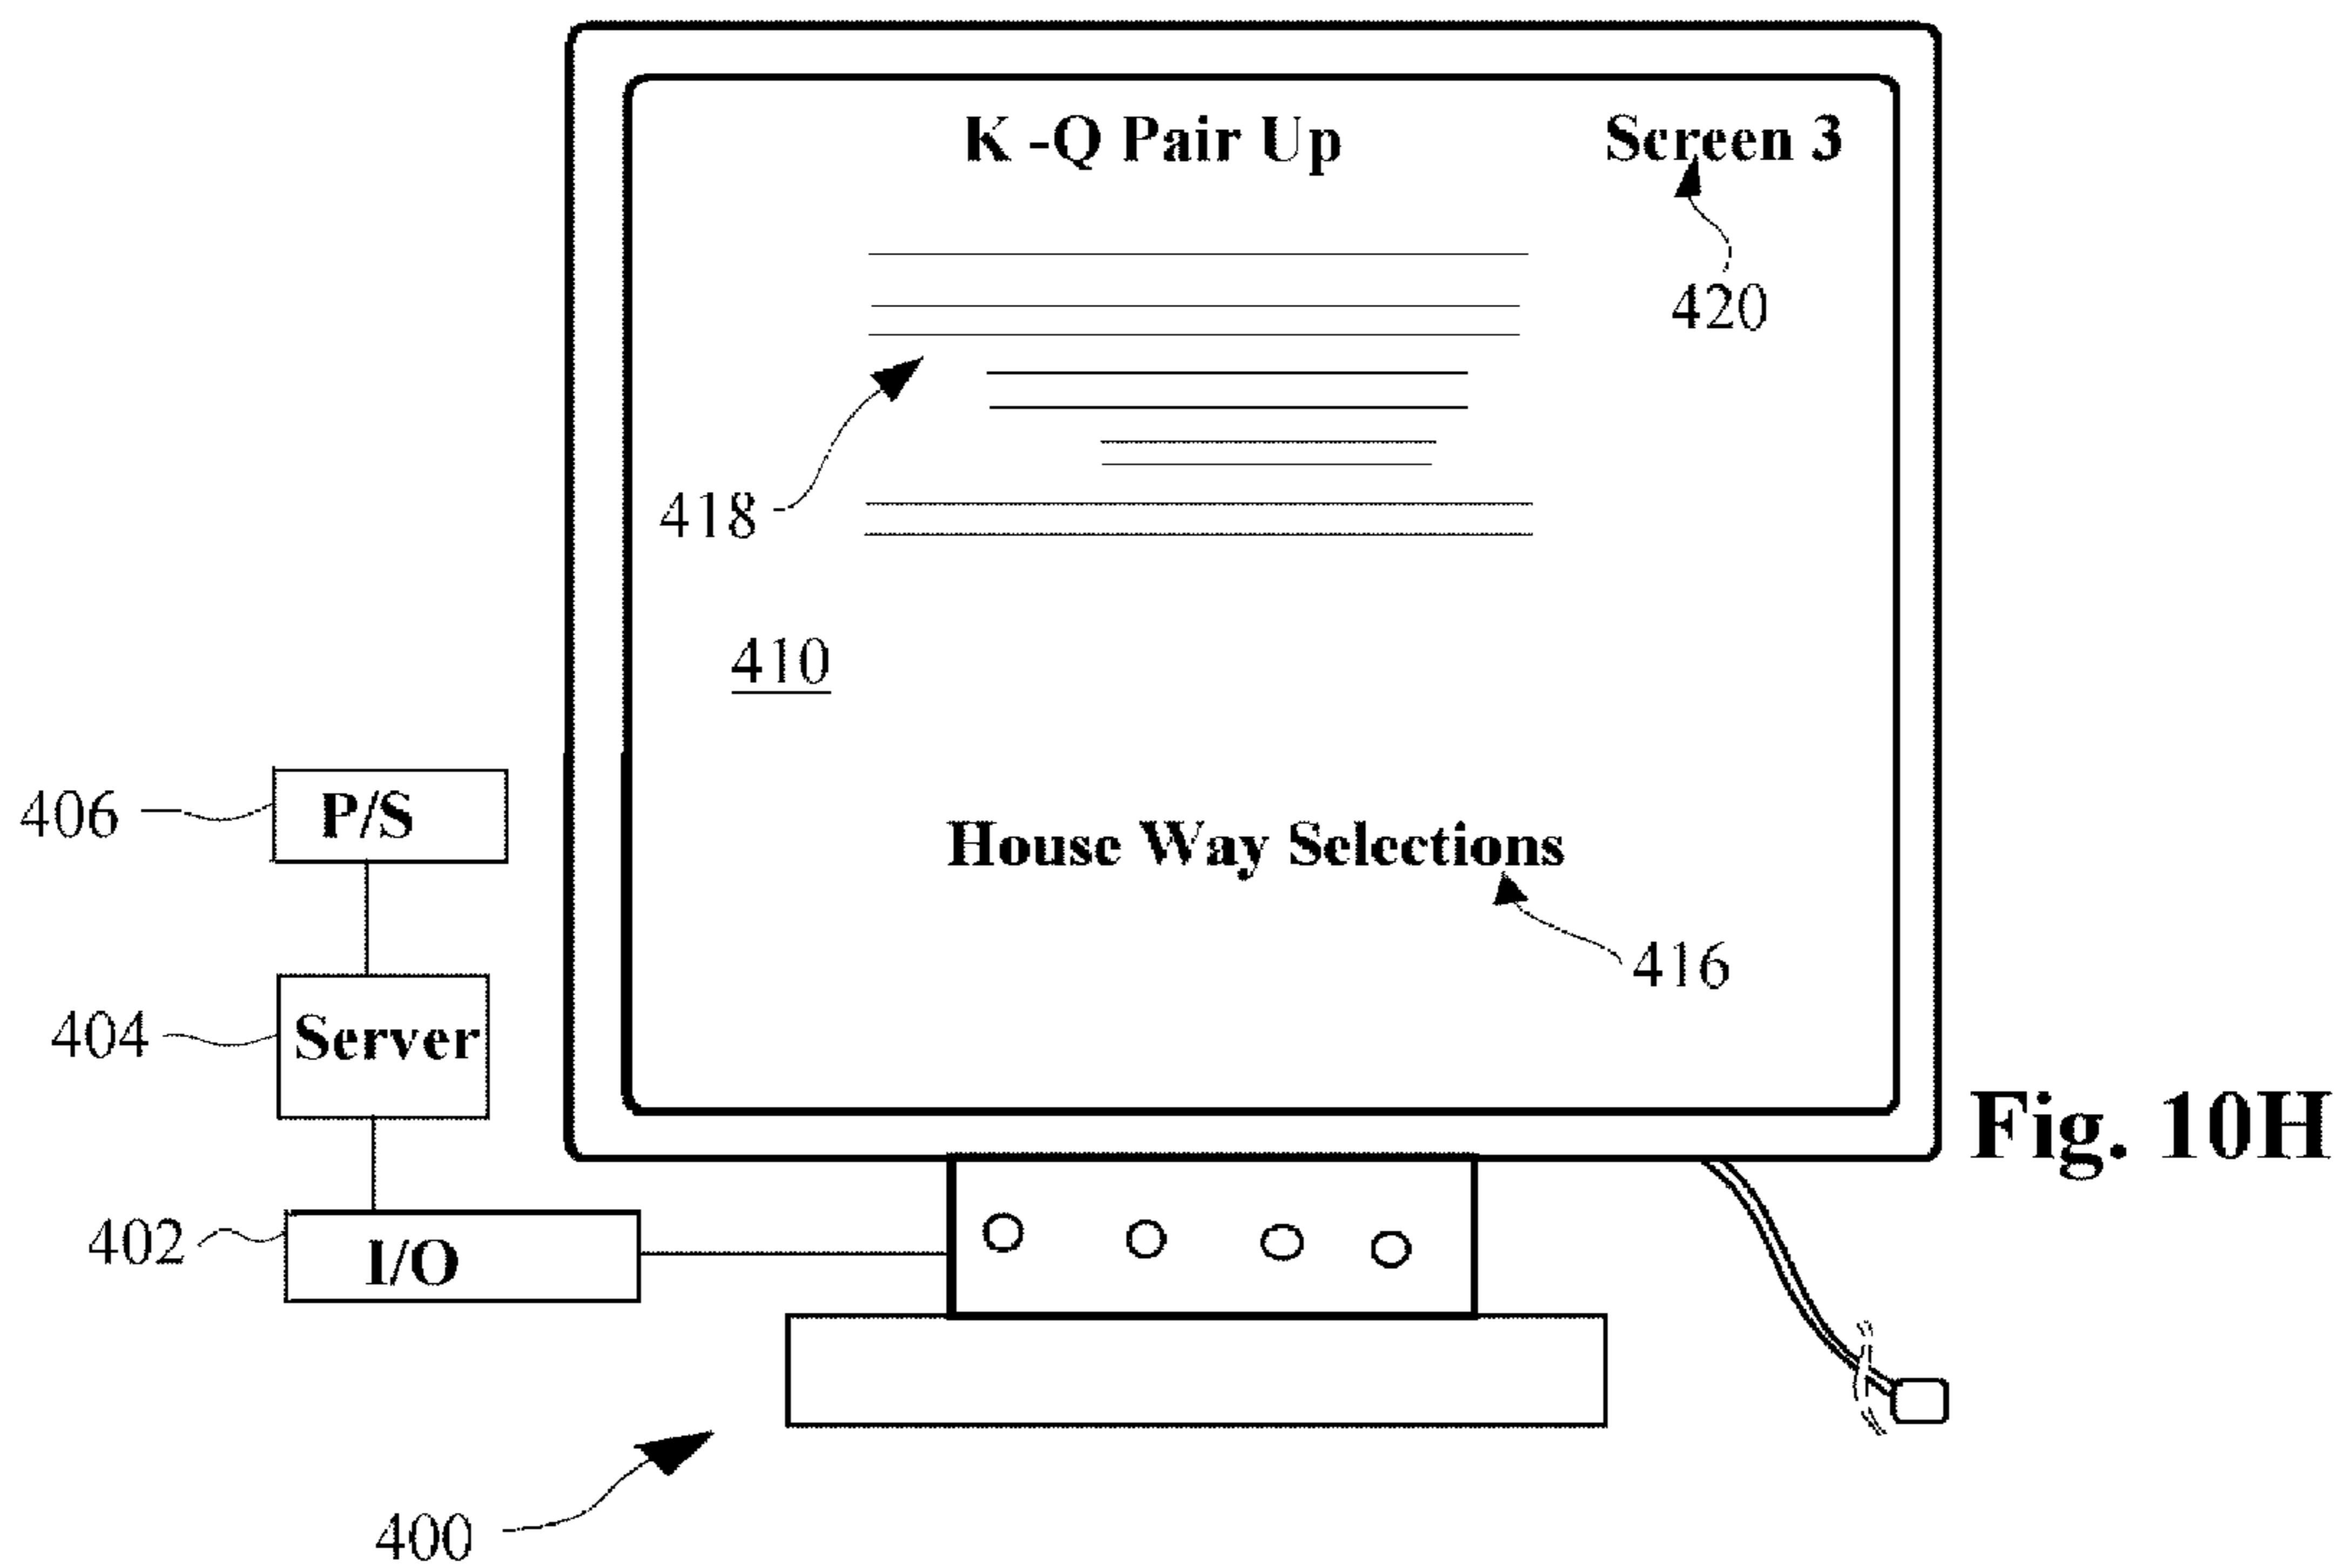 K -Q Pair Up
Screen 3
420
418
410
406
P/S
House Way Selections
416
404
Server
Fig. 10H
402
I/O
400